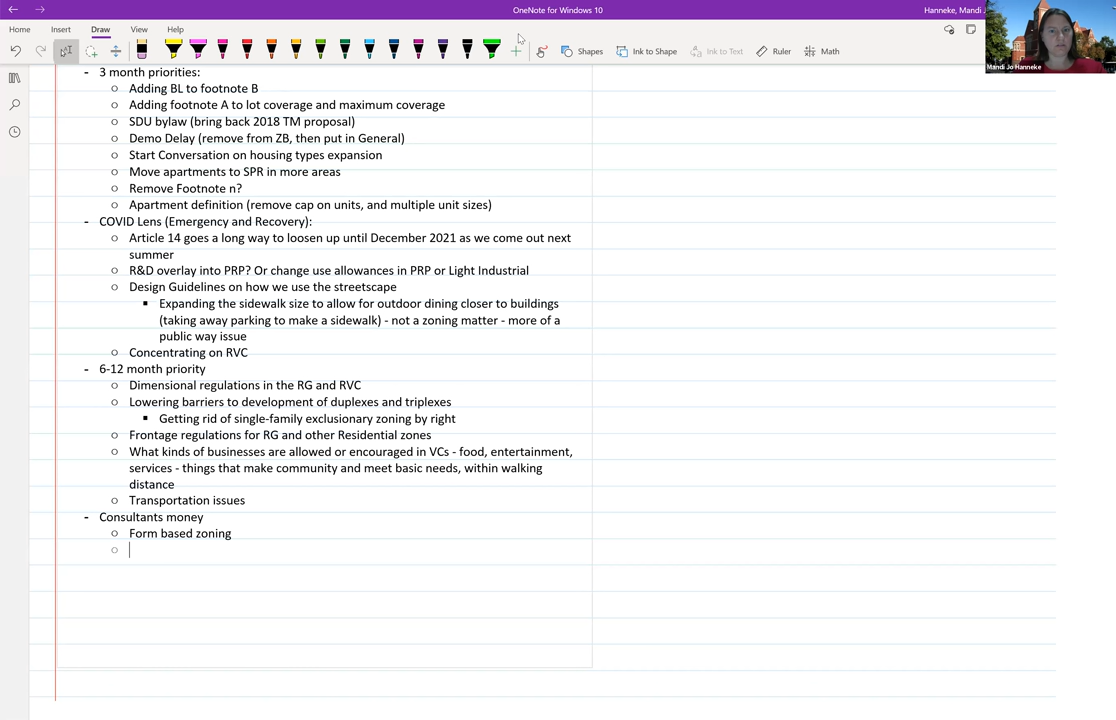 OneNote for Windows 10
Hanneke, Mandi J
Home Insert Draw View Help
Shapes Ink to Shape Ink to Text Ruler Math
Mandi Jo Hanneke
- 3 month priorities:
○ Adding BL to footnote B
○ Adding footnote A to lot coverage and maximum coverage
○ SDU bylaw (bring back 2018 TM proposal)
○ Demo Delay (remove from ZB, then put in General)
○ Start Conversation on housing types expansion
○ Move apartments to SPR in more areas
○ Remove Footnote n?
○ Apartment definition (remove cap on units, and multiple unit sizes)
- COVID Lens (Emergency and Recovery):
○ Article 14 goes a long way to loosen up until December 2021 as we come out next
summer
○ R&D overlay into PRP? Or change use allowances in PRP or Light Industrial
○ Design Guidelines on how we use the streetscape
▪ Expanding the sidewalk size to allow for outdoor dining closer to buildings
(taking away parking to make a sidewalk) - not a zoning matter - more of a
public way issue
○ Concentrating on RVC
- 6-12 month priority
○ Dimensional regulations in the RG and RVC
○ Lowering barriers to development of duplexes and triplexes
▪ Getting rid of single-family exclusionary zoning by right
○ Frontage regulations for RG and other Residential zones
○ What kinds of businesses are allowed or encouraged in VCs - food, entertainment,
services - things that make community and meet basic needs, within walking
distance
○ Transportation issues
- Consultants money
○ Form based zoning
○